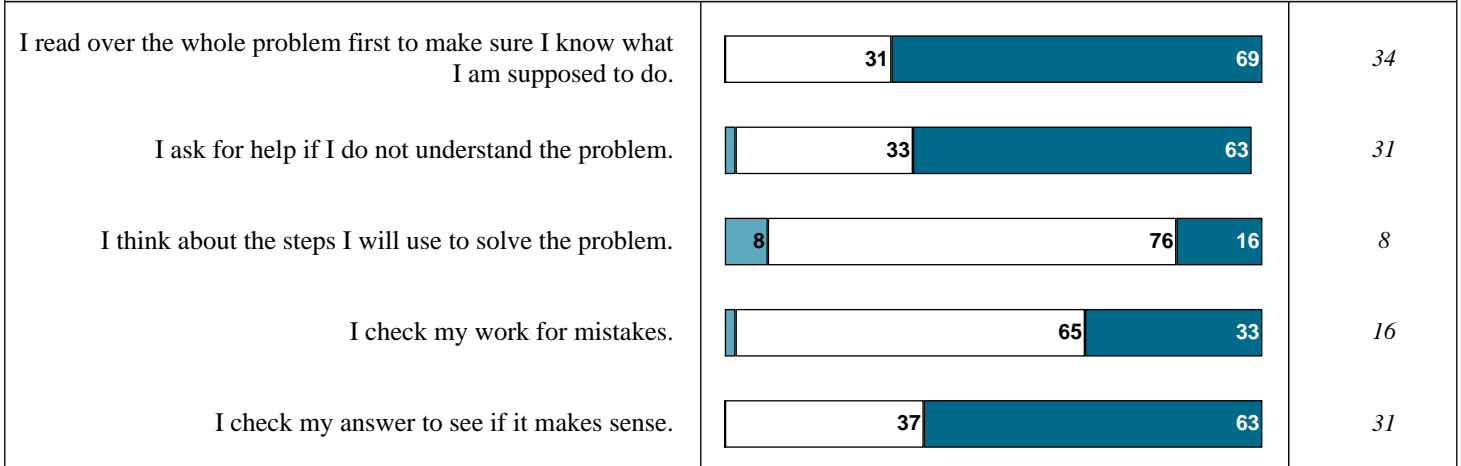 I read over the whole problem first to make sure I know what
I am supposed to do.
31 69 34
I ask for help if I do not understand the problem.
33 63 31
I think about the steps I will use to solve the problem.
8 76 16 8
I check my work for mistakes.
65 33 16
I check my answer to see if it makes sense.
37 63 31